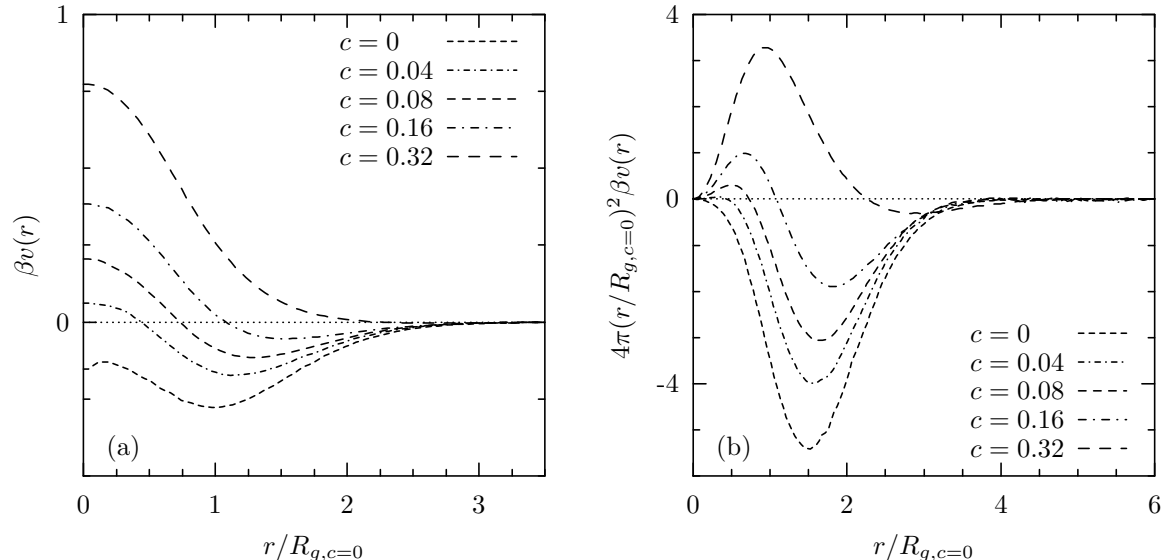 1
0
βv(r)
c = 0
c = 0.04
c = 0.08
c = 0.16
c = 0.32
(a)
0 1 2 3
r/R_{g,c=0}
4
0
-4
4π(r/R_{g,c=0})²βv(r)
c = 0
c = 0.04
c = 0.08
c = 0.16
c = 0.32
(b)
0 2 4 6
r/R_{g,c=0}